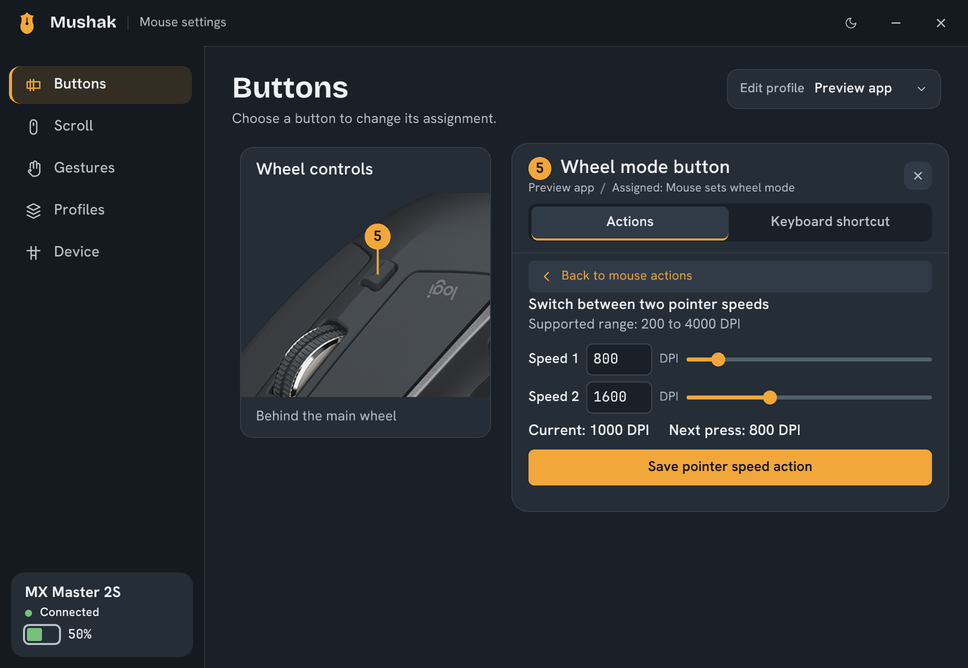 Mushak | Mouse settings
Buttons
Scroll
Gestures
Profiles
Device
MX Master 2S
Connected
50%
Buttons
Choose a button to change its assignment.
Edit profile Preview app
Wheel controls
5
logi
Behind the main wheel
5 Wheel mode button
Preview app / Assigned: Mouse sets wheel mode
Actions Keyboard shortcut
Back to mouse actions
Switch between two pointer speeds
Supported range: 200 to 4000 DPI
Speed 1 800 DPI
Speed 2 1600 DPI
Current: 1000 DPI Next press: 800 DPI
Save pointer speed action